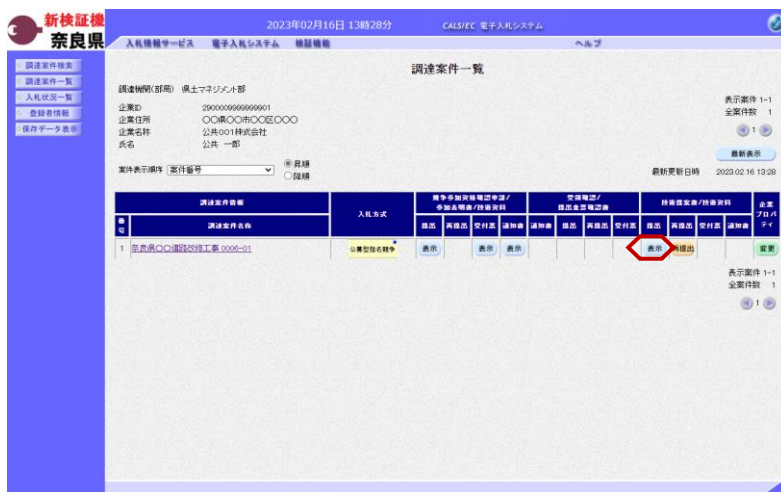 新検証機
奈良県
2023年02月16日 13時28分
CALS/EC 電子入札システム
入札情報サービス 電子入札システム 検証機能 ヘルプ
調達案件検索
調達案件一覧
入札状況一覧
登録者情報
保存データ表示
調達案件一覧
調達機関(部局) 県土マネジメント部
企業ID 2900009999999901
企業住所 〇〇県〇〇市〇〇区〇〇〇
企業名称 公共001株式会社
氏名 公共 一郎
表示案件 1-1
全案件数 1
1
最新表示
案件表示順序 案件番号
昇順
降順
最新更新日時 2023.02.16 13:28
調達案件情報 入札方式 競争参加資格確認申請/参加表明書/技術資料 受領確認/提出意思確認書 技術提案書/技術資料 企業プロパティ
番号 調達案件名称 提出 再提出 受付票 通知書 通知書 提出 再提出 受付票 提出 再提出 受付票 通知書
1 奈良県〇〇道路改修工事 0006-01 公募型指名競争 表示 表示 表示 表示 再提出 変更
表示案件 1-1
全案件数 1
1